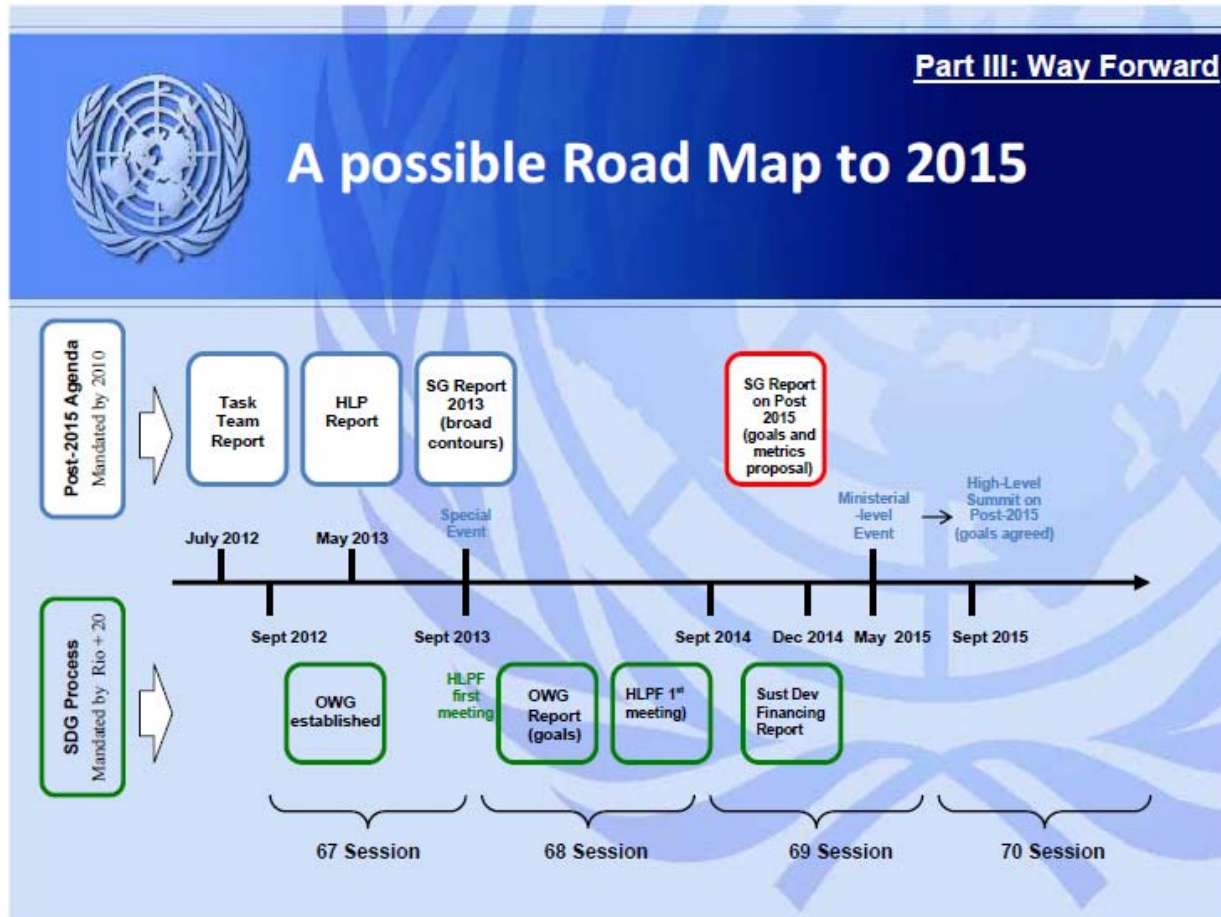 Part III: Way Forward
A possible Road Map to 2015
Post-2015 Agenda
Mandated by 2010
Task
Team
Report
HLP
Report
SG Report
2013
(broad
contours)
SG Report
on Post
2015
(goals and
metrics
proposal)
Special
Event
Ministerial
-level
Event
High-Level
Summit on
Post-2015
(goals agreed)
July 2012
May 2013
Sept 2012
Sept 2013
Sept 2014
Dec 2014
May 2015
Sept 2015
SDG Process
Mandated by Rio + 20
OWG
established
HLPF
first
meeting
OWG
Report
(goals)
HLPF 1st
meeting)
Sust Dev
Financing
Report
67 Session
68 Session
69 Session
70 Session